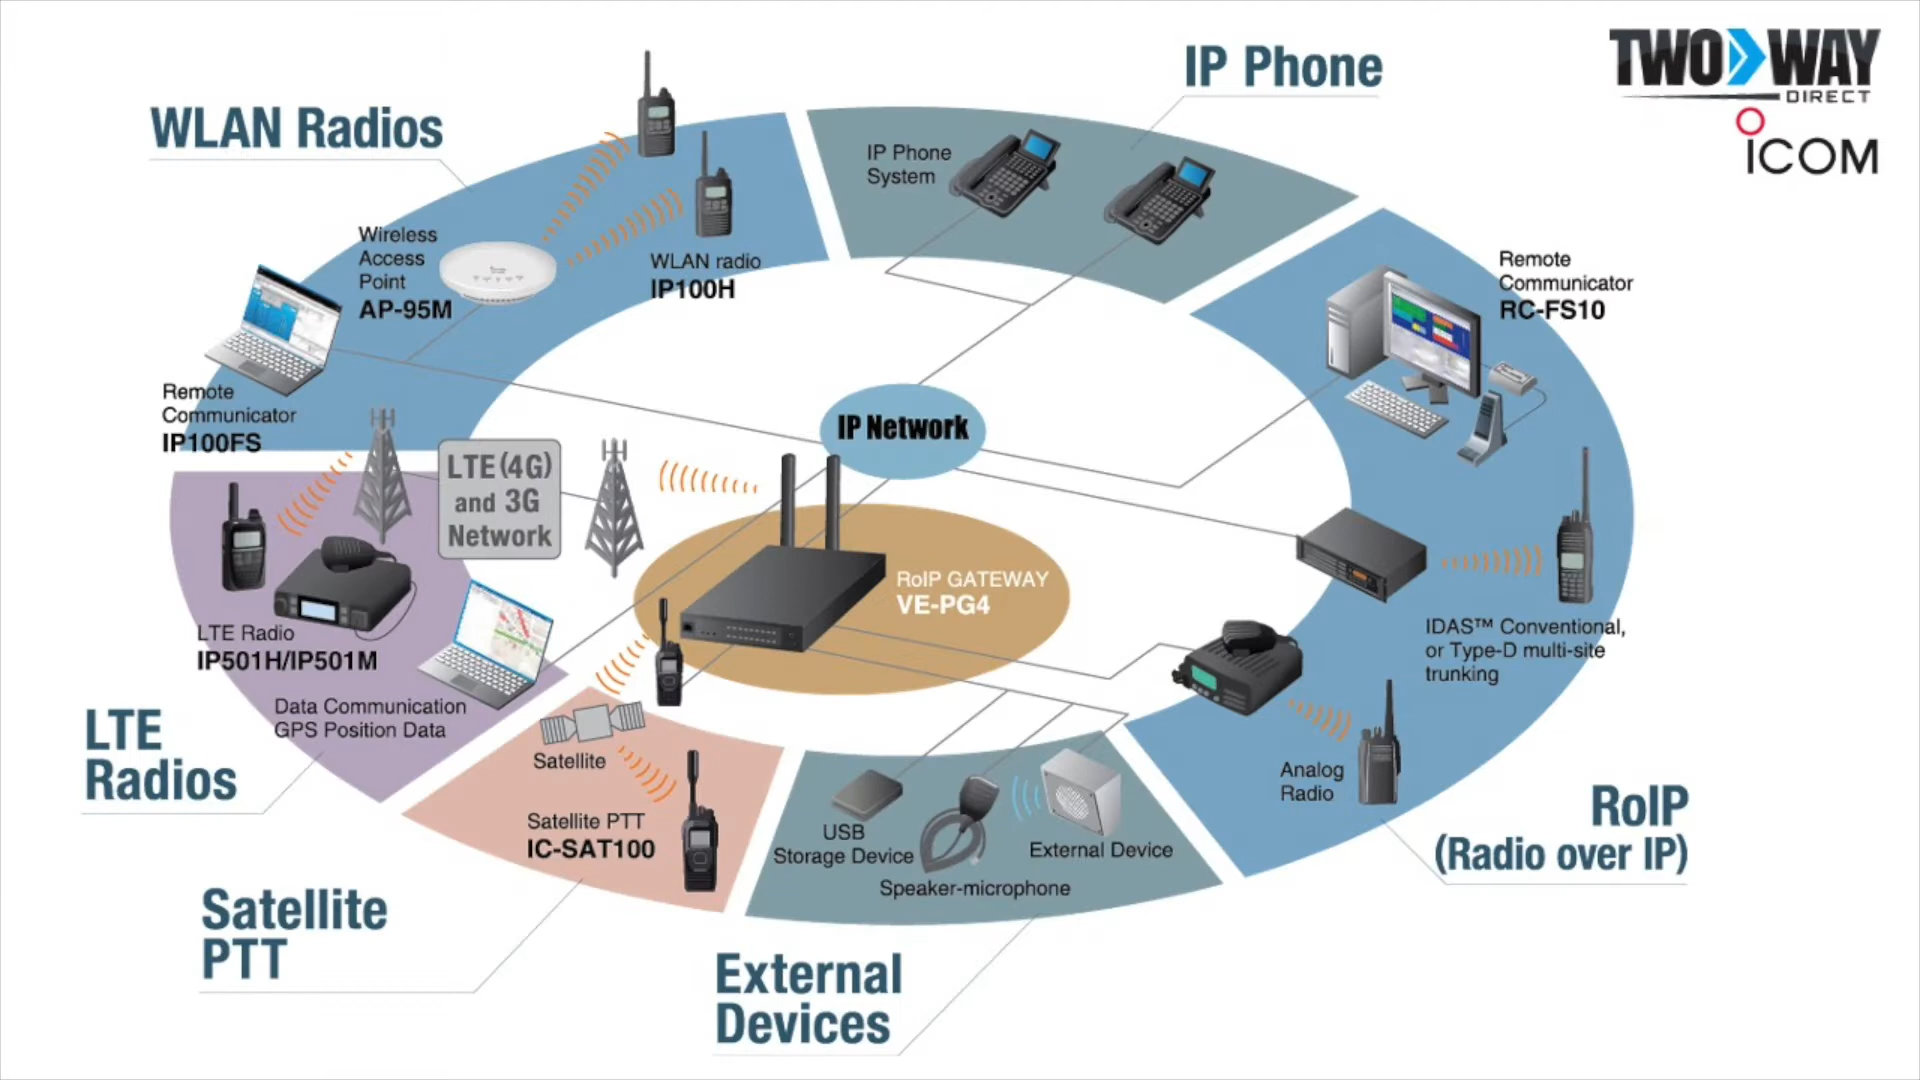 TWO WAY
DIRECT
iCOM
IP Phone
WLAN Radios
IP Phone
System
Wireless
Access
Point
AP-95M
WLAN radio
IP100H
Remote
Communicator
RC-FS10
Remote
Communicator
IP100FS
IP Network
LTE (4G)
and 3G
Network
RoIP GATEWAY
VE-PG4
LTE Radio
IP501H/IP501M
Data Communication
GPS Position Data
LTE
Radios
IDAS™ Conventional,
or Type-D multi-site
trunking
Analog
Radio
RoIP
(Radio over IP)
Satellite
Satellite PTT
IC-SAT100
Satellite
PTT
USB
Storage Device
Speaker-microphone
External Device
External
Devices